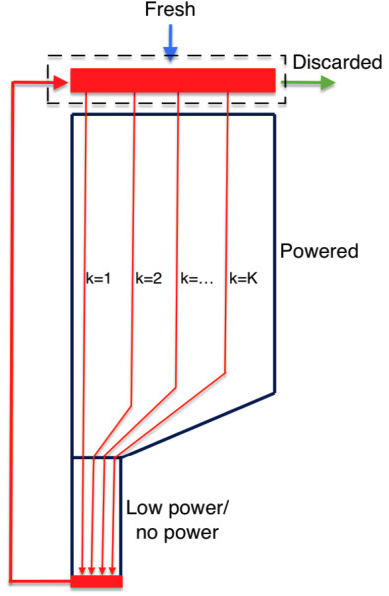 Fresh
Discarded
Powered
k=1 k=2 k=... k=K
Low power/
no power